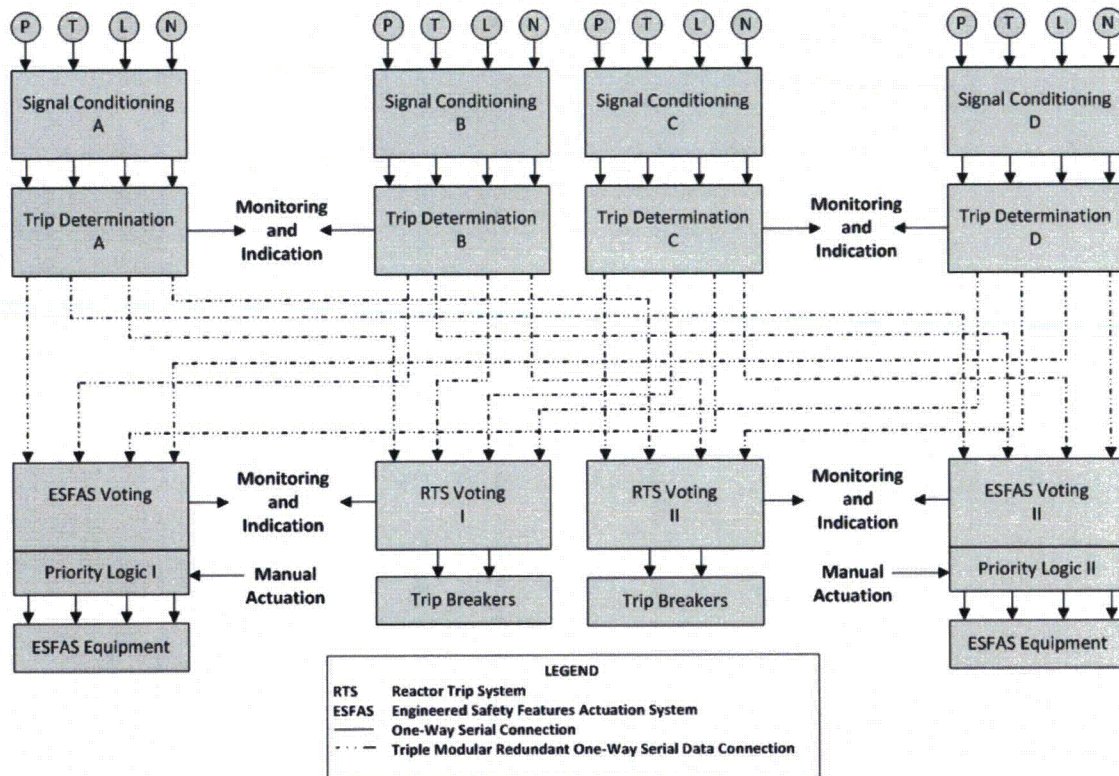 P T L N P T L N P T L N P T L N
Signal Conditioning
A
Signal Conditioning
B
Signal Conditioning
C
Signal Conditioning
D
Trip Determination
A
Monitoring
and
Indication
Trip Determination
B
Trip Determination
C
Monitoring
and
Indication
Trip Determination
D
ESFAS Voting
Monitoring
and
Indication
RTS Voting
I
RTS Voting
II
Monitoring
and
Indication
ESFAS Voting
II
Priority Logic I
Manual
Actuation
Trip Breakers
Trip Breakers
Manual
Actuation
Priority Logic II
ESFAS Equipment
ESFAS Equipment
LEGEND
RTS Reactor Trip System
ESFAS Engineered Safety Features Actuation System
One-Way Serial Connection
Triple Modular Redundant One-Way Serial Data Connection